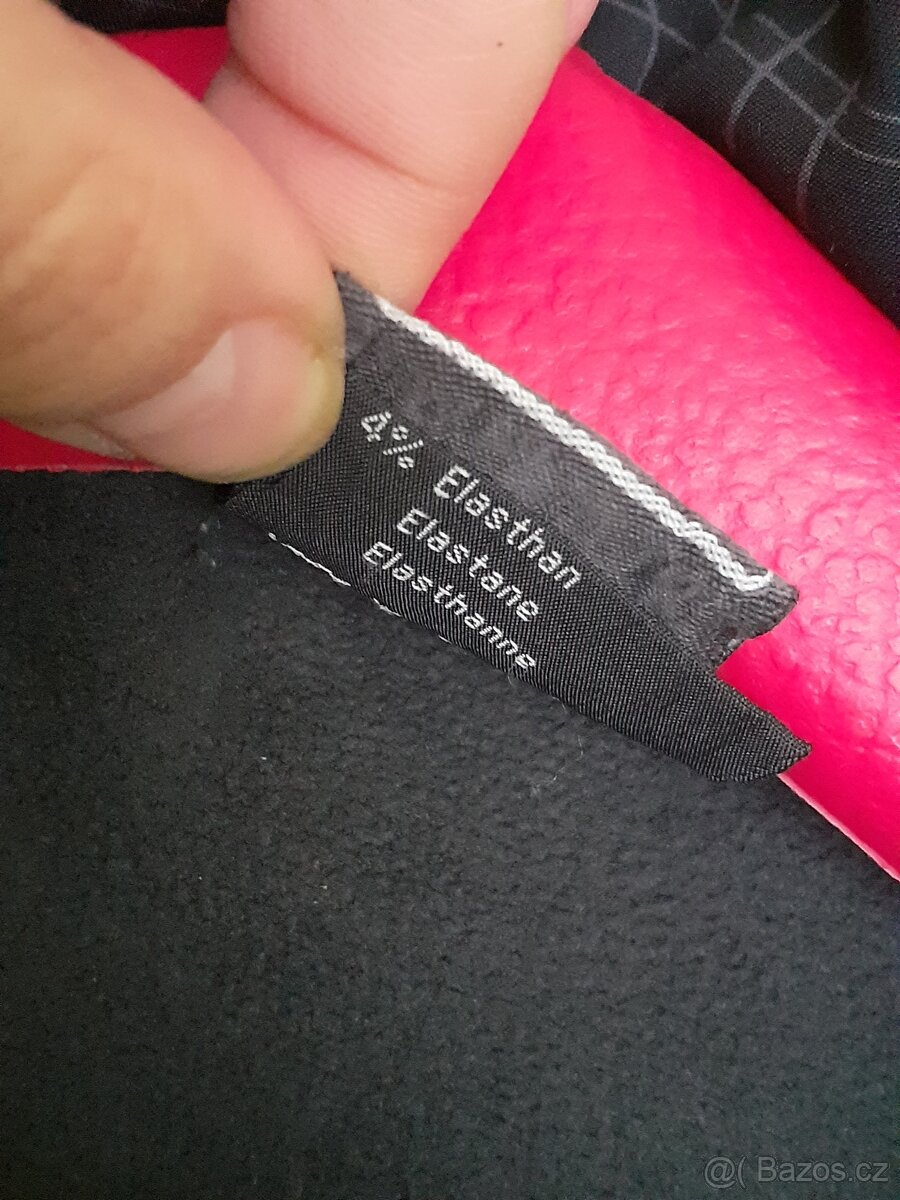 4% Elasthan
Elastane
Elasthanne
@( Bazos.cz